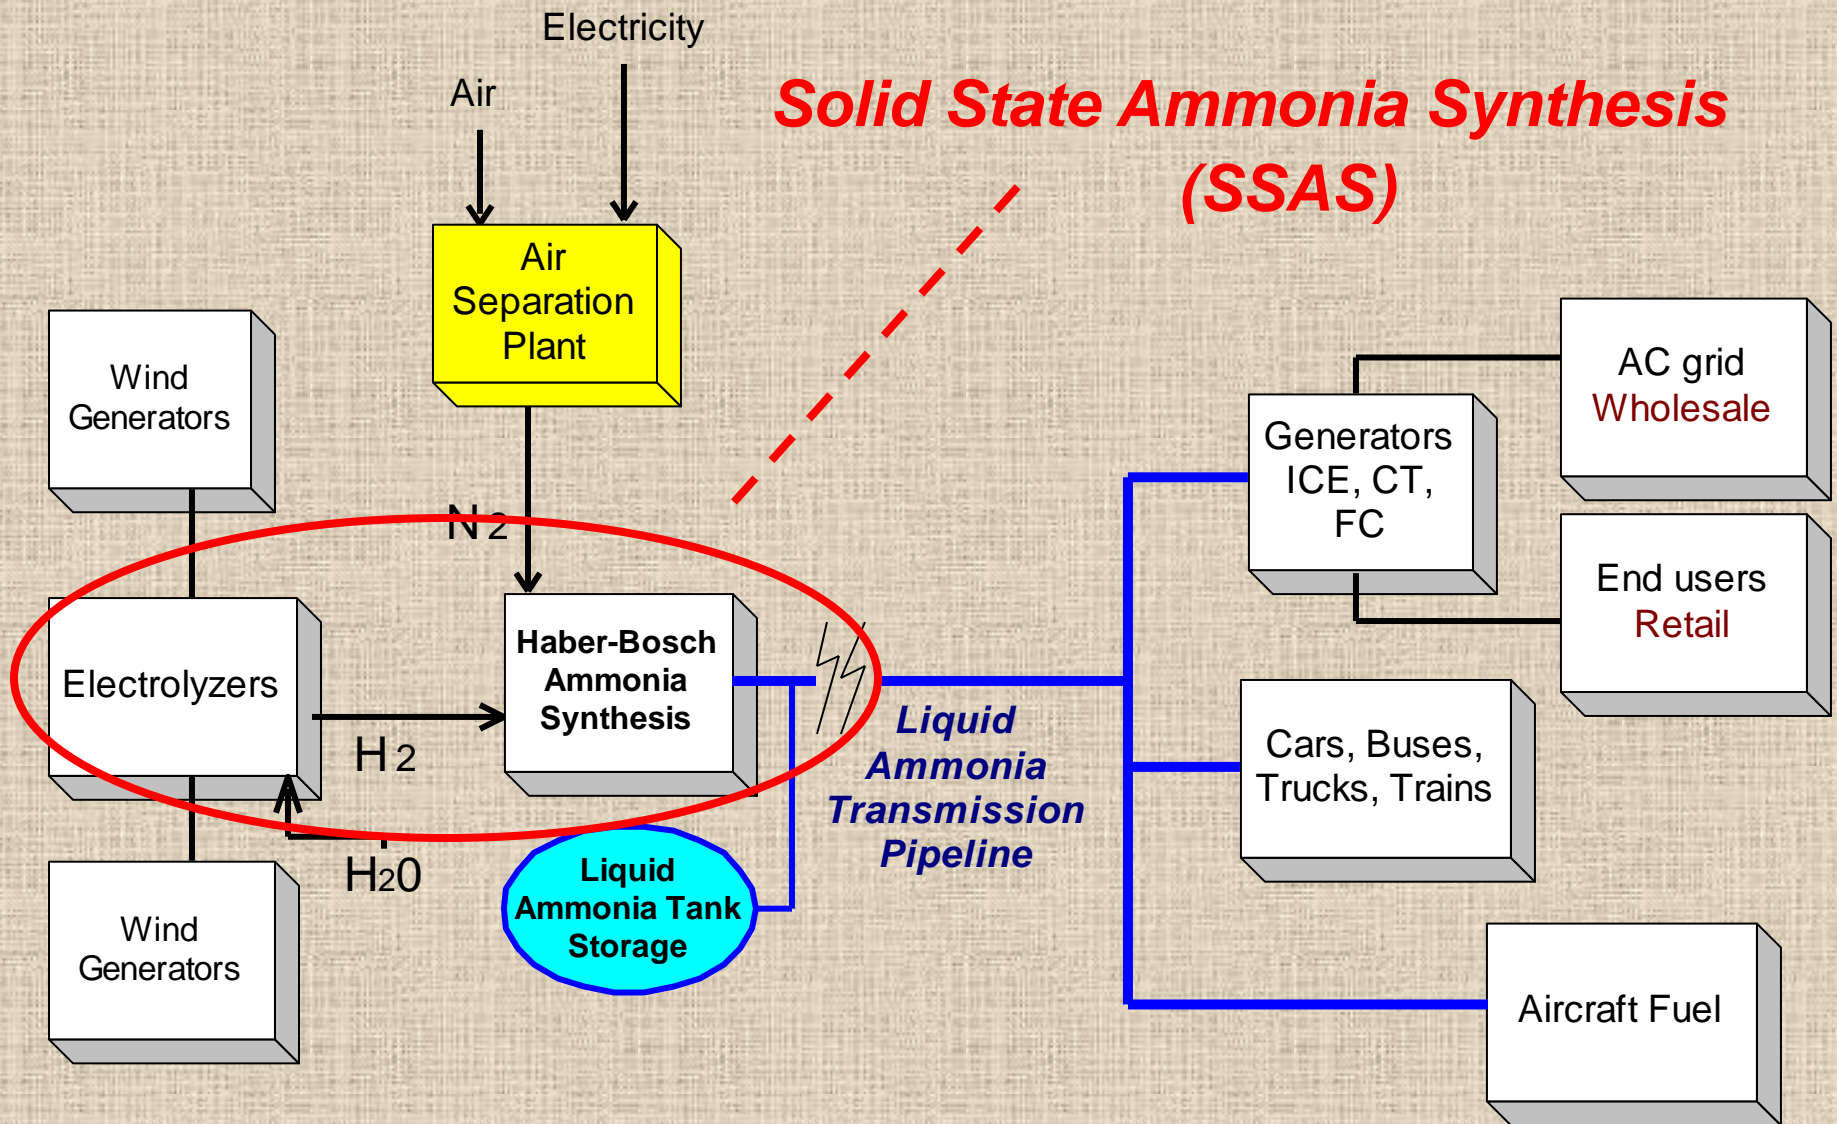 Electricity
Air
Solid State Ammonia Synthesis
(SSAS)
Air
Separation
Plant
Wind
Generators
AC grid
Wholesale
Generators
ICE, CT,
FC
N2
End users
Retail
Electrolyzers
Haber-Bosch
Ammonia
Synthesis
H2
Liquid
Ammonia
Transmission
Pipeline
Cars, Buses,
Trucks, Trains
H20
Liquid
Ammonia Tank
Storage
Wind
Generators
Aircraft Fuel